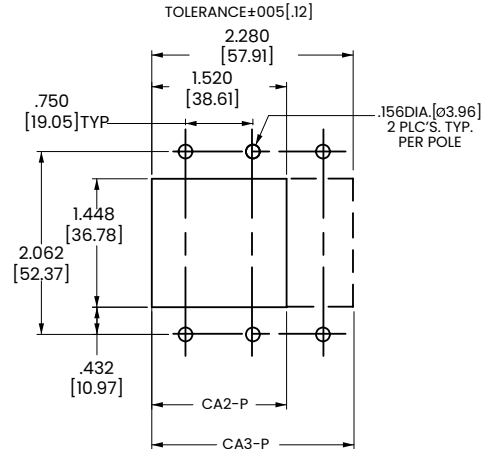 TOLERANCE±005[.12]
2.280
[57.91]
1.520
[38.61]
.750
[19.05]TYP
.156DIA.[Ø3.96]
2 PLC'S. TYP.
PER POLE
1.448
[36.78]
2.062
[52.37]
.432
[10.97]
CA2-P
CA3-P